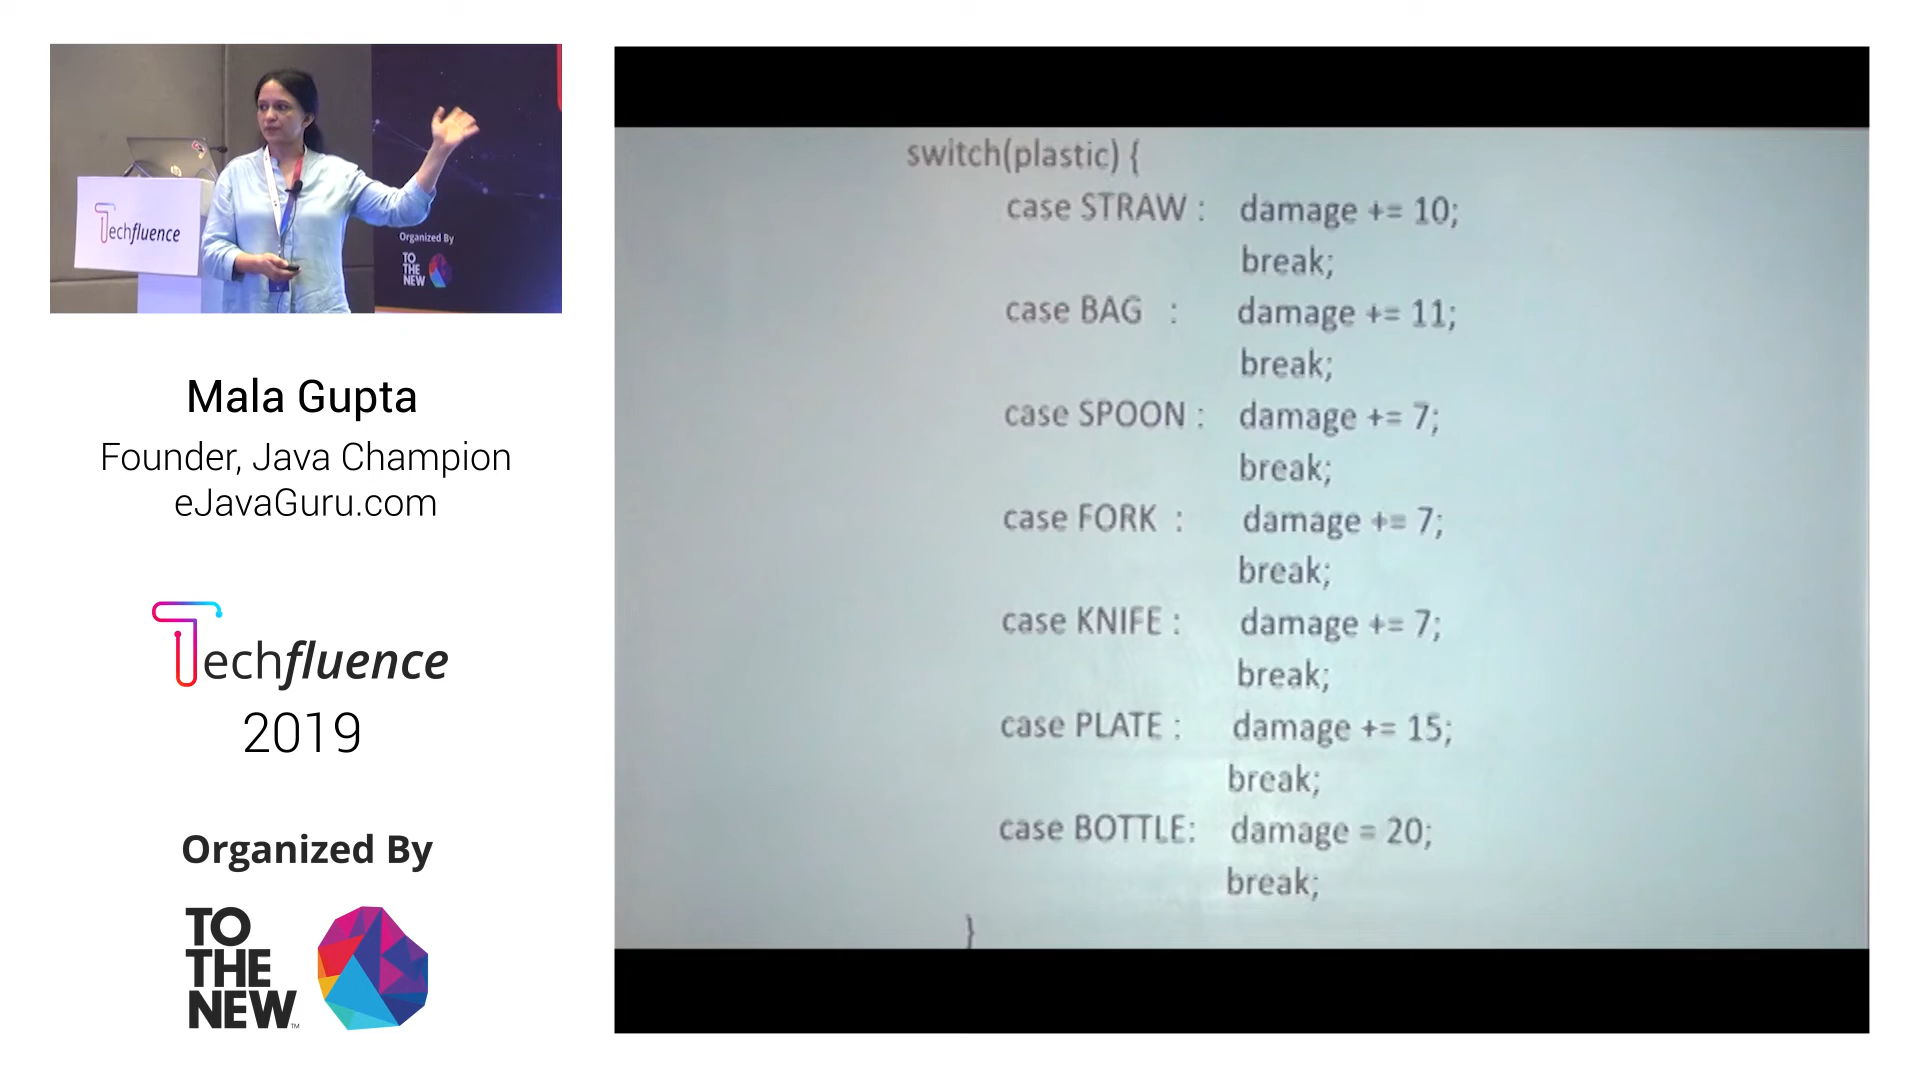 Techfluence
Organized By
TO
THE
NEW
Mala Gupta
Founder, Java Champion
eJavaGuru.com
Techfluence
2019
Organized By
TO
THE
NEW™
switch(plastic) {
case STRAW : damage += 10;
break;
case BAG : damage += 11;
break;
case SPOON : damage += 7;
break;
case FORK : damage += 7;
break;
case KNIFE : damage += 7;
break;
case PLATE : damage += 15;
break;
case BOTTLE: damage = 20;
break;
}